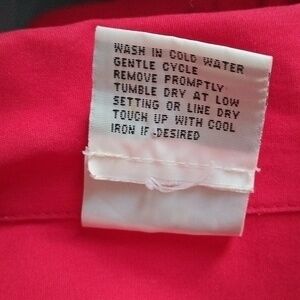 WASH IN COLD WATER
GENTLE CYCLE
REMOVE PROMPTLY
TUMBLE DRY AT LOW
SETTING OR LINE DRY
TOUCH UP WITH COOL
IRON IF DESIRED